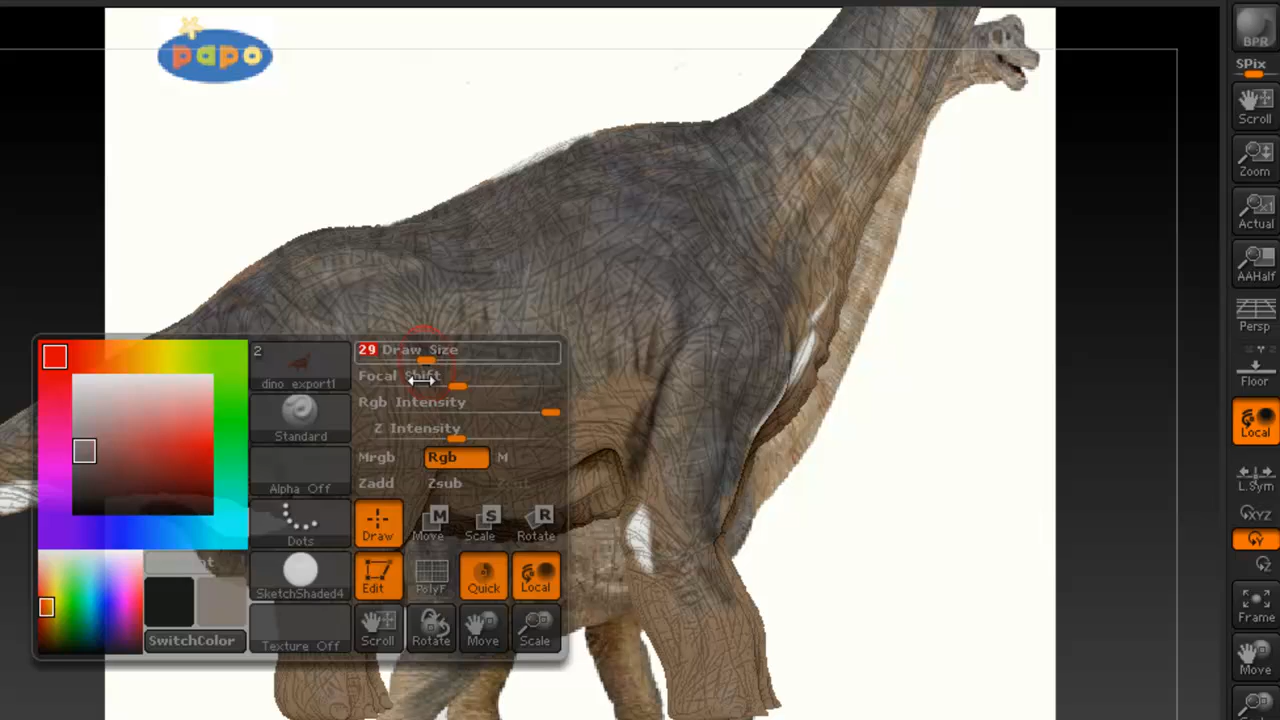 papo
BPR
SPix
Scroll
Zoom
Actual
AAHalf
Persp
Floor
Local
L.Sym
XYZ
Y
Z
Frame
Move
2
dino_export1
Standard
Alpha Off
Dots
SketchShaded4
Texture Off
SwitchColor
29 Draw Size
Focal Shift
Rgb Intensity
Z Intensity
Mrgb Rgb M
Zadd Zsub
Draw
M
Move
S
Scale
R
Rotate
Edit
PolyF
Quick
Local
Scroll
Rotate
Move
Scale